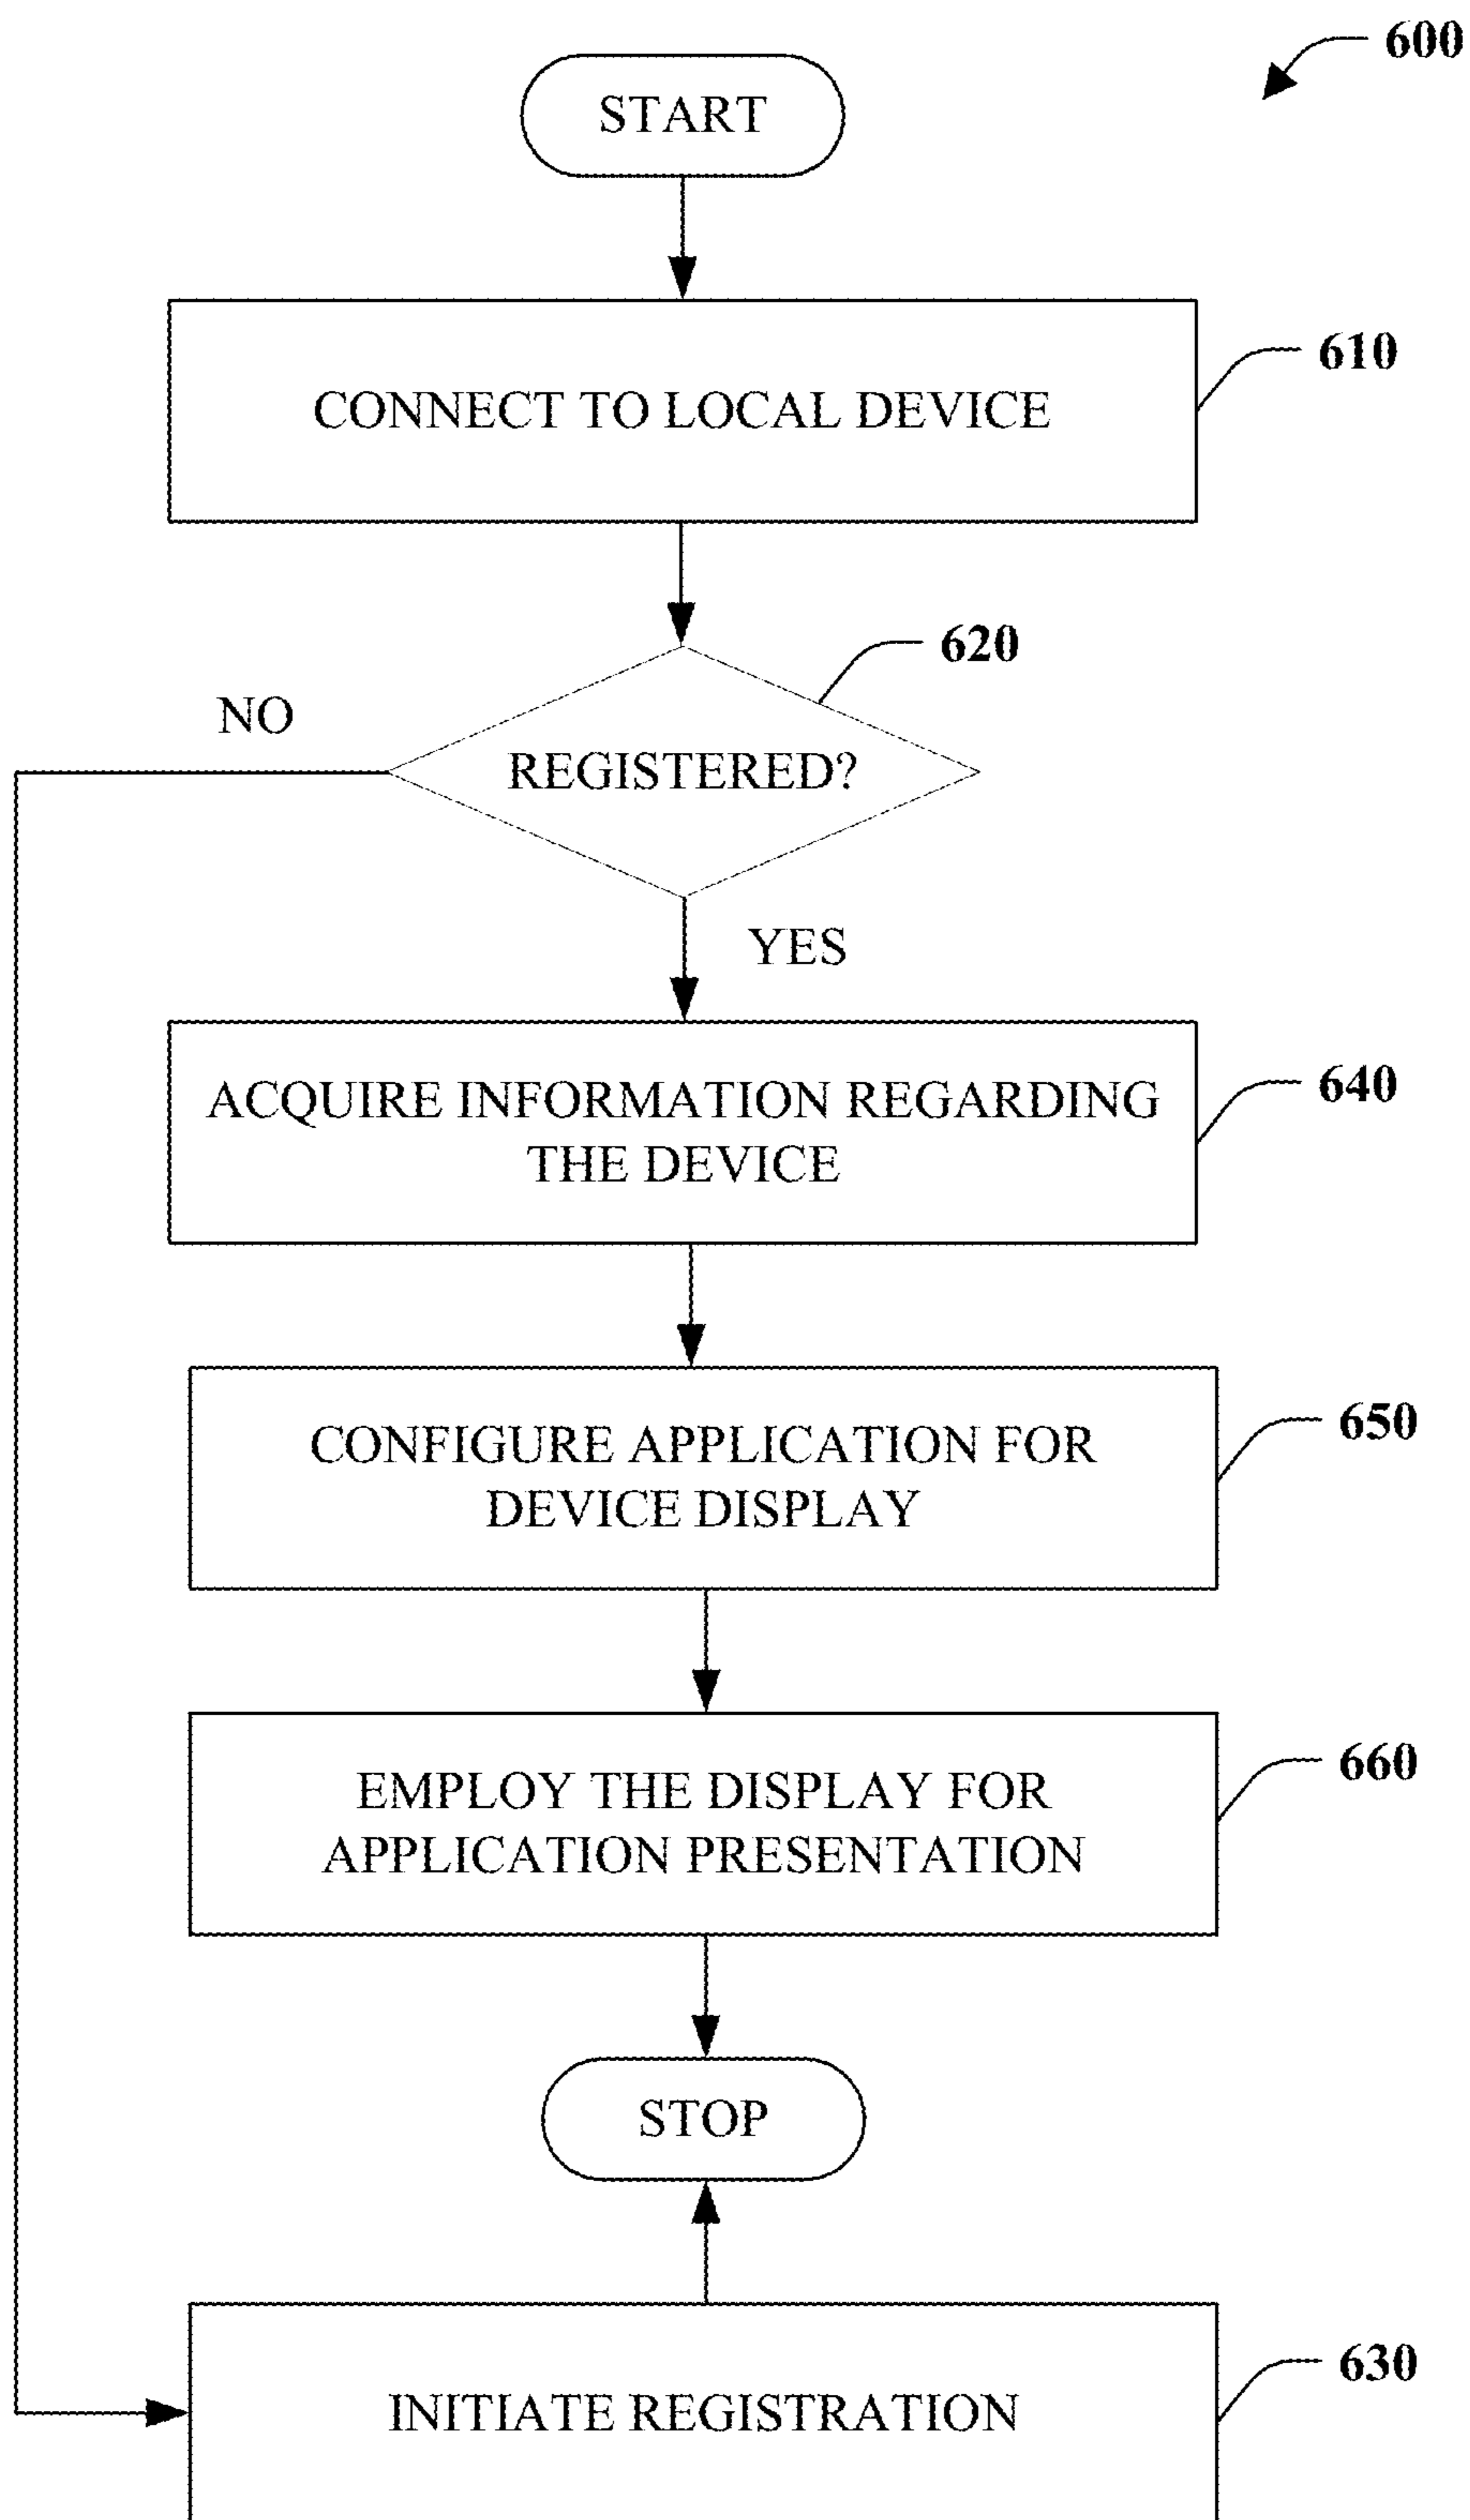 600
START
CONNECT TO LOCAL DEVICE
610
620
NO
REGISTERED?
YES
ACQUIRE INFORMATION REGARDING
THE DEVICE
640
CONFIGURE APPLICATION FOR
DEVICE DISPLAY
650
EMPLOY THE DISPLAY FOR
APPLICATION PRESENTATION
660
STOP
INITIATE REGISTRATION
630